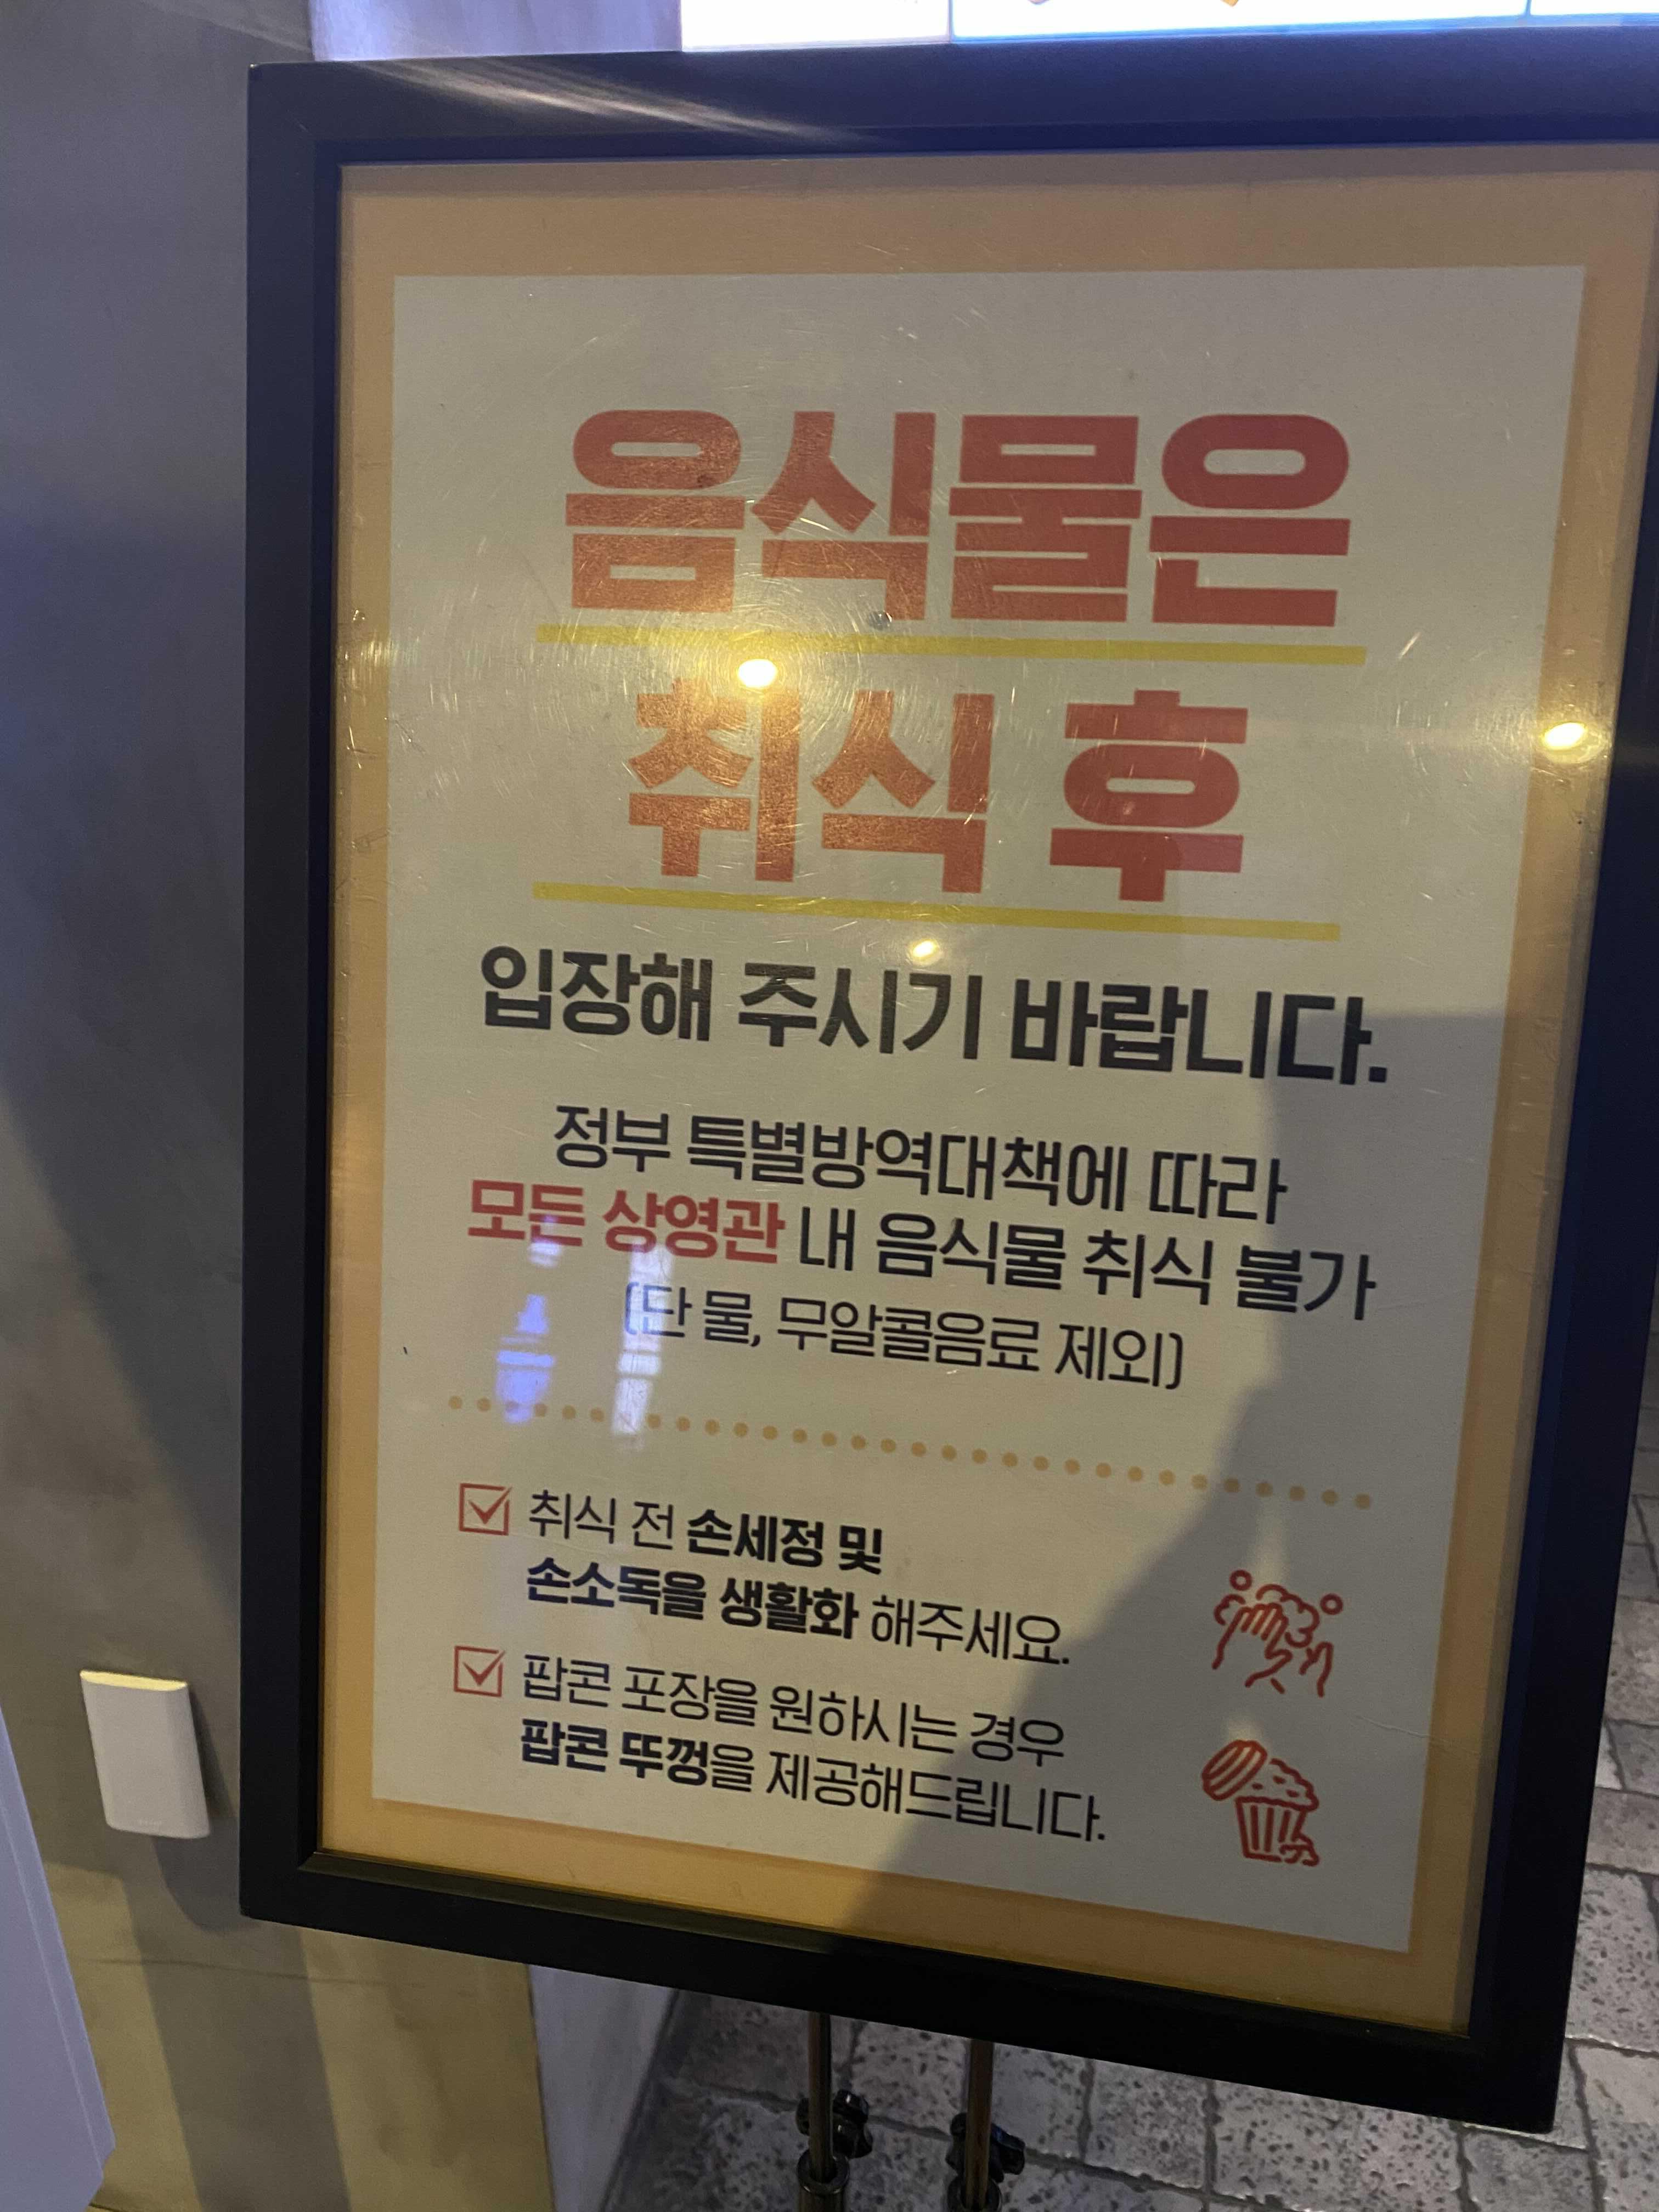 음식물은
취식 후
입장해 주시기 바랍니다.
정부 특별방역대책에 따라
모든 상영관 내 음식물 취식 불가
(단 물, 무알콜음료 제외)
취식 전 손세정 및
손소독을 생활화 해주세요.
팝콘 포장을 원하시는 경우
팝콘 뚜껑을 제공해드립니다.